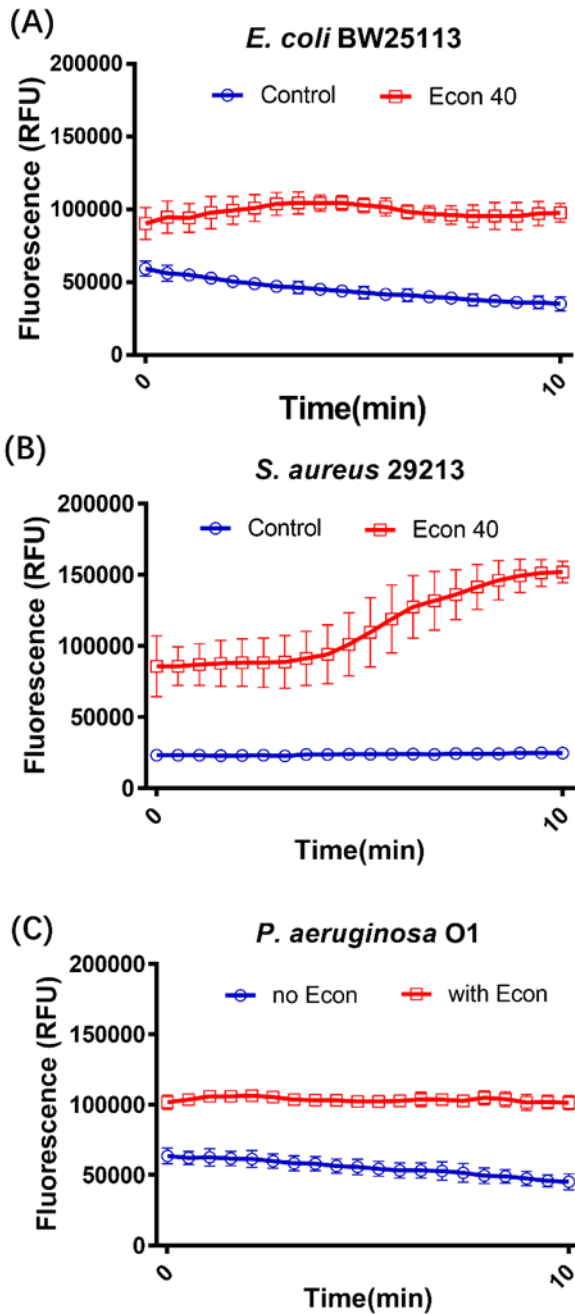 (A)
E. coli BW25113
Control Econ 40
200000
150000
100000
50000
0
Fluorescence (RFU)
0 10
Time(min)
(B)
S. aureus 29213
Control Econ 40
200000
150000
100000
50000
0
Fluorescence (RFU)
0 10
Time(min)
(C)
P. aeruginosa O1
no Econ with Econ
200000
150000
100000
50000
0
Fluorescence (RFU)
0 10
Time(min)